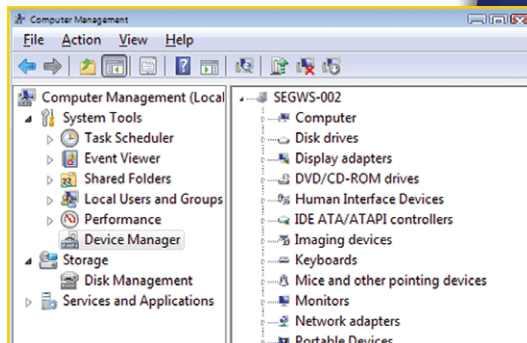 Computer Management
File Action View Help
Computer Management (Local
System Tools
Task Scheduler
Event Viewer
Shared Folders
Local Users and Groups
Performance
Device Manager
Storage
Disk Management
Services and Applications
SEGWS-002
Computer
Disk drives
Display adapters
DVD/CD-ROM drives
Human Interface Devices
IDE ATA/ATAPI controllers
Imaging devices
Keyboards
Mice and other pointing devices
Monitors
Network adapters
Portable Devices